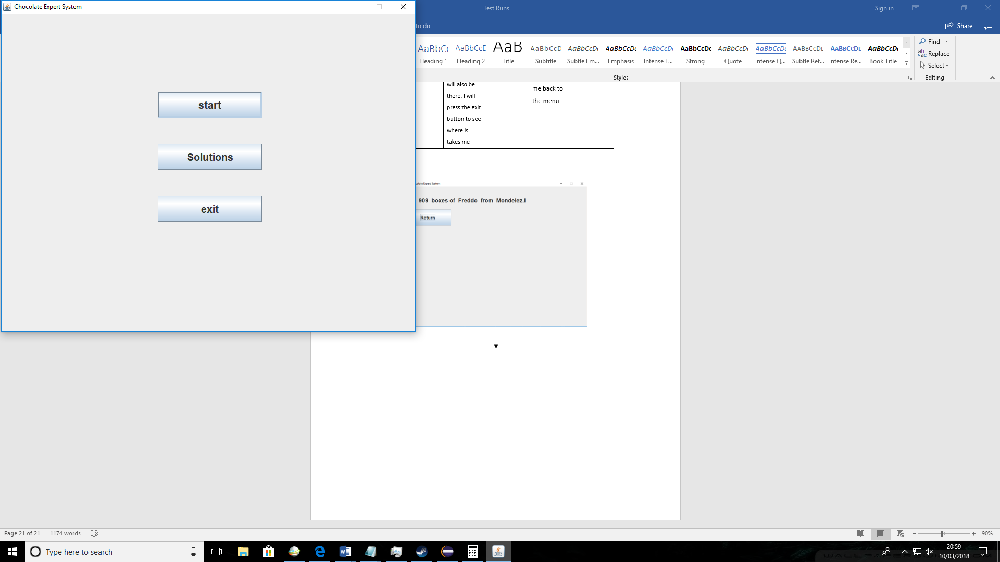 Chocolate Expert System
start
Solutions
exit
Test Runs
Sign in
to do
Share
AaBbCc AaBbCcD AaB AaBbCcD AaBbCcDc AaBbCcDc AaBbCcDc AaBbCcDc AaBbCcDc AaBbCcDc AABBCCDE AABBCCDE AaBbCcDc
Heading 1 Heading 2 Title Subtitle Subtle Em... Emphasis Intense E... Strong Quote Intense Q... Subtle Ref... Intense Re... Book Title
Styles
Find
Replace
Select
Editing
will also be
there. I will
press the exit
button to see
where is
takes me
me back to
the menu
colate Expert System
909 boxes of Freddo from Mondelez.I
Return
Page 21 of 21 1174 words
90%
Type here to search
20:59
10/03/2018